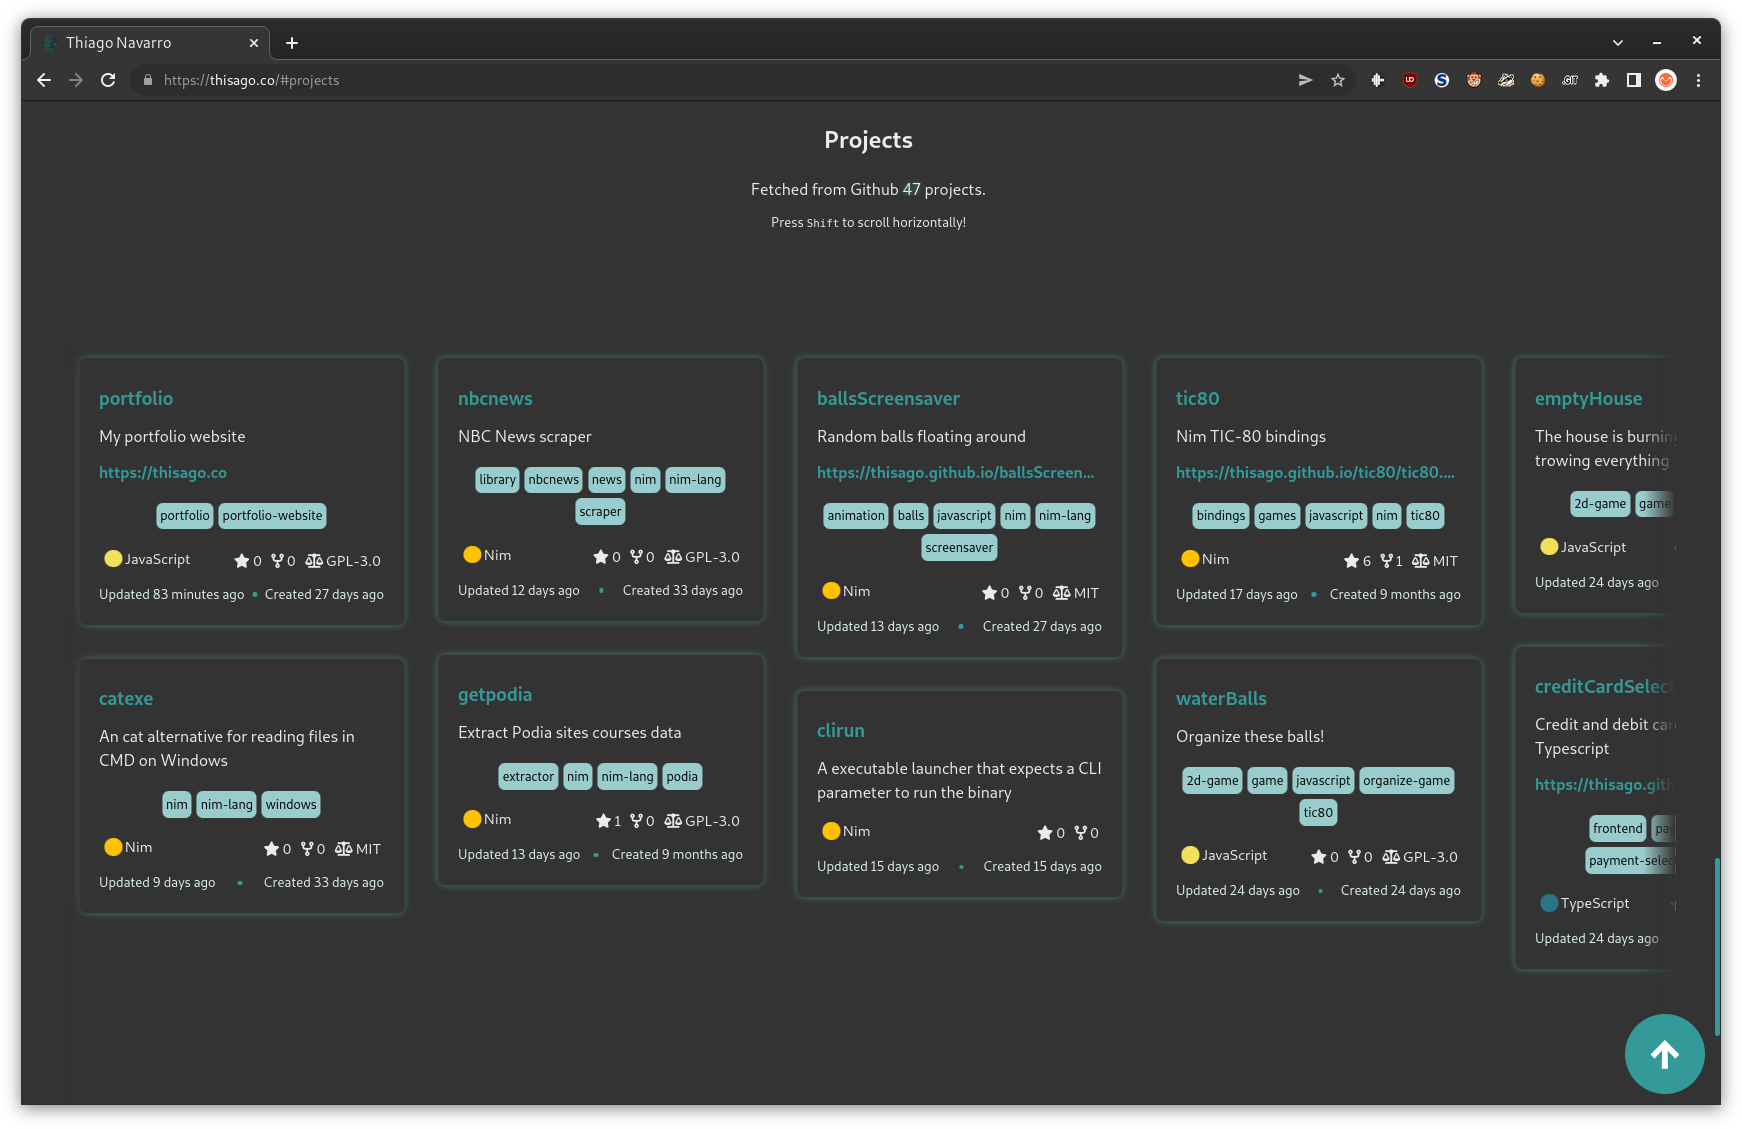 Thiago Navarro
https://thisago.co/#projects
Projects
Fetched from Github 47 projects.
Press Shift to scroll horizontally!
portfolio
My portfolio website
https://thisago.co
portfolio portfolio-website
JavaScript 0 0 GPL-3.0
Updated 83 minutes ago • Created 27 days ago
catexe
An cat alternative for reading files in
CMD on Windows
nim nim-lang windows
Nim 0 0 MIT
Updated 9 days ago • Created 33 days ago
nbcnews
NBC News scraper
library nbcnews news nim nim-lang
scraper
Nim 0 0 GPL-3.0
Updated 12 days ago • Created 33 days ago
getpodia
Extract Podia sites courses data
extractor nim nim-lang podia
Nim 1 0 GPL-3.0
Updated 13 days ago • Created 9 months ago
ballsScreensaver
Random balls floating around
https://thisago.github.io/ballsScreen...
animation balls javascript nim nim-lang
screensaver
Nim 0 0 MIT
Updated 13 days ago • Created 27 days ago
clirun
A executable launcher that expects a CLI
parameter to run the binary
Nim 0 0
Updated 15 days ago • Created 15 days ago
tic80
Nim TIC-80 bindings
https://thisago.github.io/tic80/tic80....
bindings games javascript nim tic80
Nim 6 1 MIT
Updated 17 days ago • Created 9 months ago
waterBalls
Organize these balls!
2d-game game javascript organize-game
tic80
JavaScript 0 0 GPL-3.0
Updated 24 days ago • Created 24 days ago
emptyHouse
The house is burning
trowing everything
2d-game game
JavaScript
Updated 24 days ago
creditCardSelect
Credit and debit car
Typescript
https://thisago.gith
frontend pay
payment-selec
TypeScript
Updated 24 days ago